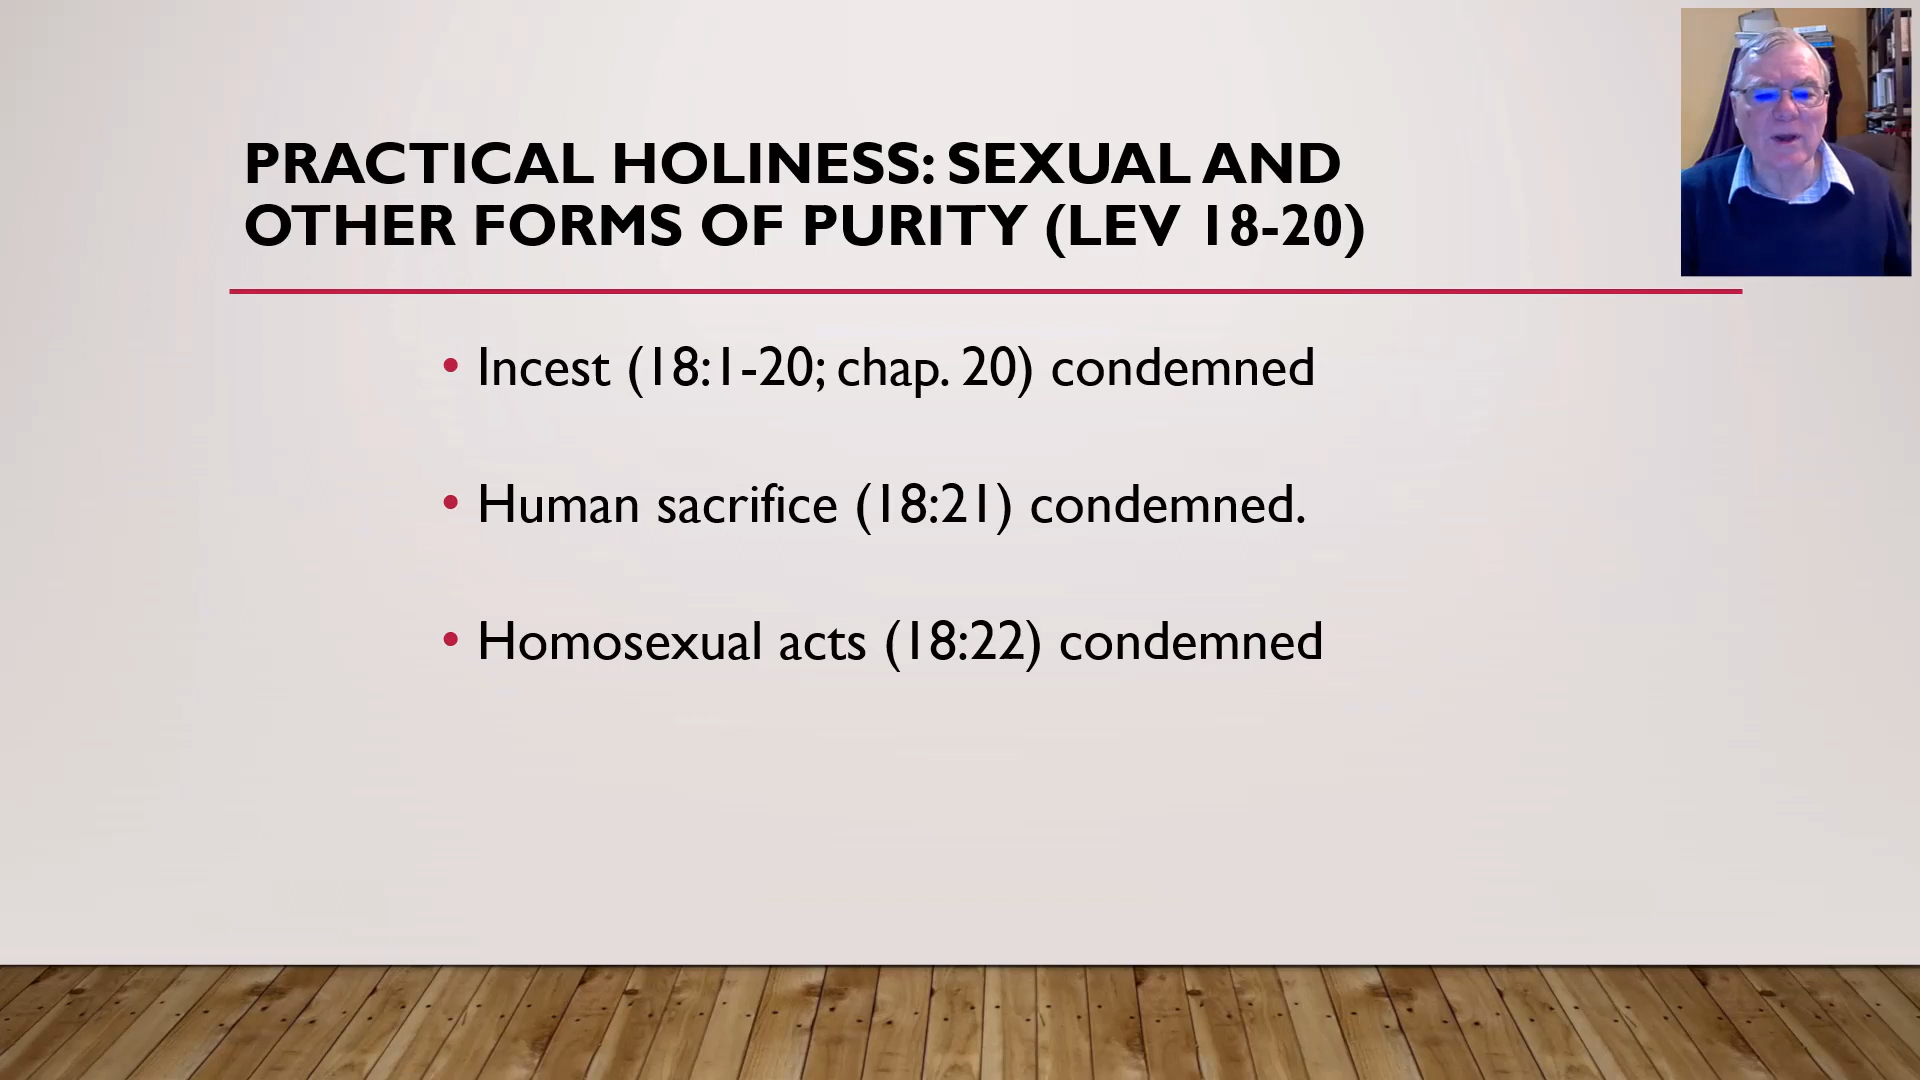 PRACTICAL HOLINESS: SEXUAL AND
OTHER FORMS OF PURITY (LEV 18-20)
• Incest (18:1-20; chap. 20) condemned
• Human sacrifice (18:21) condemned.
• Homosexual acts (18:22) condemned